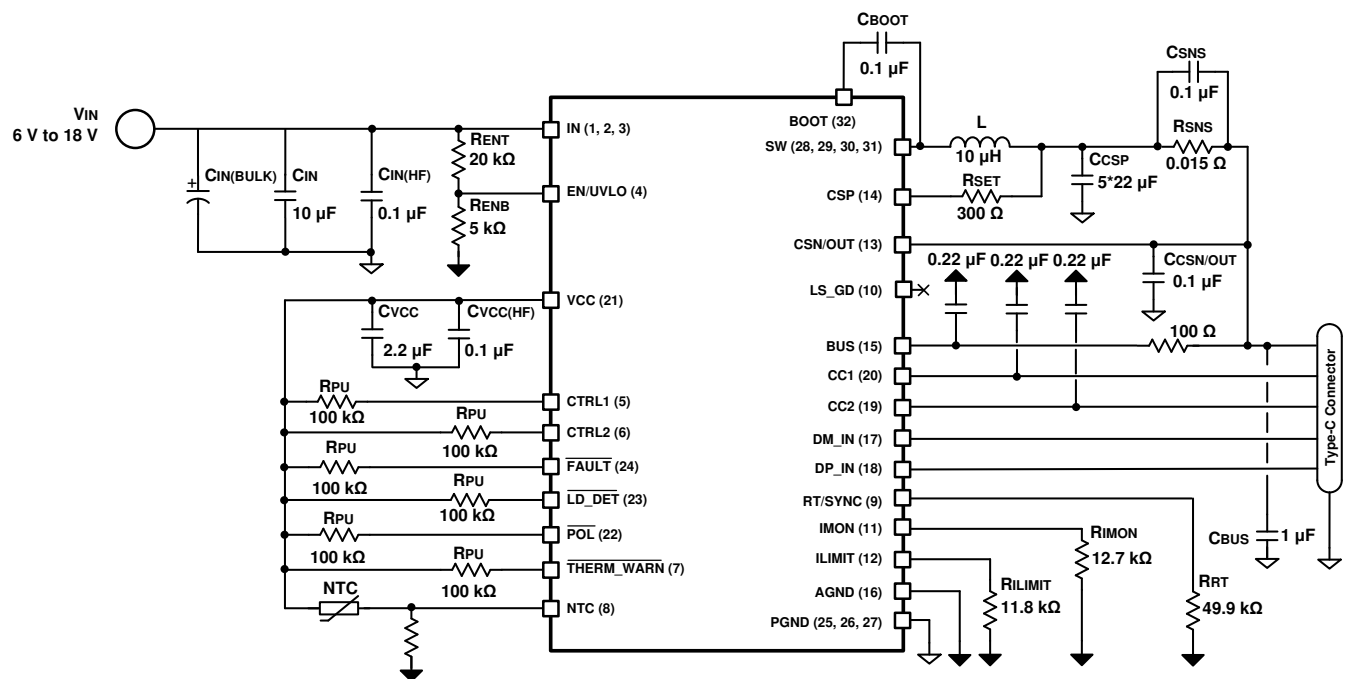 CBOOT
0.1 µF
CSNS
0.1 µF
VIN
6 V to 18 V
IN (1, 2, 3)
BOOT (32)
SW (28, 29, 30, 31)
L
10 µH
RSNS
0.015 Ω
RENT
20 kΩ
CCSP
5*22 µF
CIN(BULK)
CIN
10 µF
CIN(HF)
0.1 µF
EN/UVLO (4)
RENB
5 kΩ
CSP (14)
RSET
300 Ω
CSN/OUT (13)
0.22 µF 0.22 µF 0.22 µF
CCSN/OUT
0.1 µF
LS_GD (10)
VCC (21)
CVCC
2.2 µF
CVCC(HF)
0.1 µF
BUS (15)
100 Ω
CC1 (20)
CC2 (19)
DM_IN (17)
DP_IN (18)
Type-C Connector
RPU
100 kΩ
CTRL1 (5)
RPU
100 kΩ
CTRL2 (6)
RPU
100 kΩ
FAULT (24)
RPU
100 kΩ
LD_DET (23)
RPU
100 kΩ
POL (22)
RPU
100 kΩ
THERM_WARN (7)
NTC
NTC (8)
RT/SYNC (9)
IMON (11)
RIMON
12.7 kΩ
CBUS
1 µF
ILIMIT (12)
RILIMIT
11.8 kΩ
RRT
49.9 kΩ
AGND (16)
PGND (25, 26, 27)